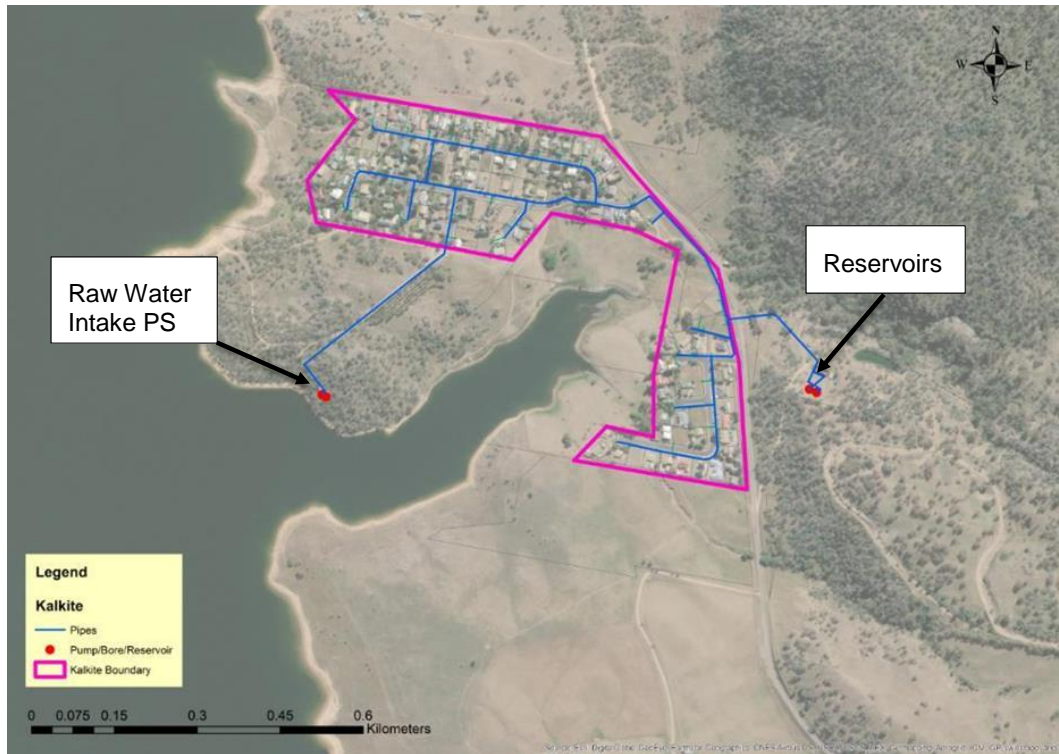 N
W E
S
Reservoirs
Raw Water
Intake PS
Legend
Kalkite
Pipes
Pump/Bore/Reservoir
Kalkite Boundary
0 0.075 0.15 0.3 0.45 0.6
Kilometers